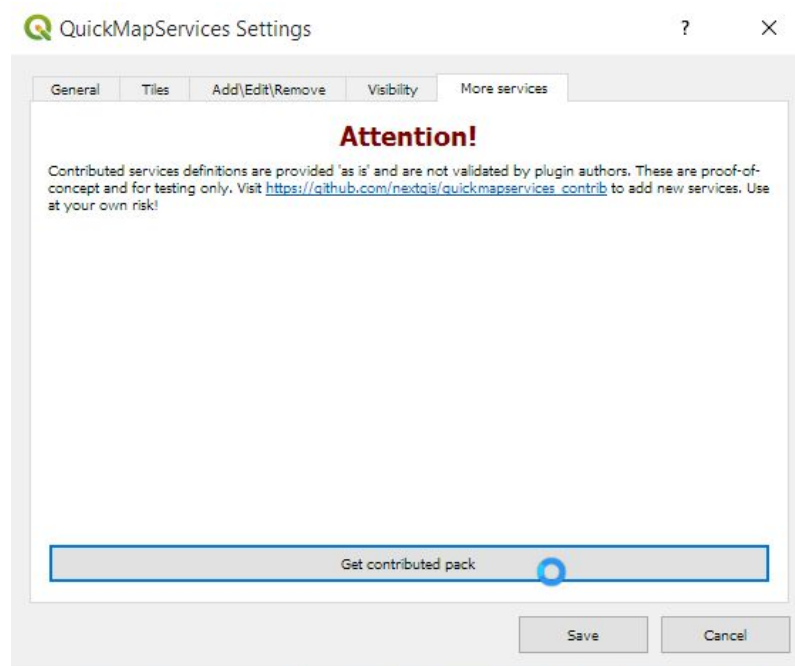 QuickMapServices Settings ? ×
General Tiles Add\Edit\Remove Visibility More services
Attention!
Contributed services definitions are provided 'as is' and are not validated by plugin authors. These are proof-of-
concept and for testing only. Visit https://github.com/nextgis/quickmapservices_contrib to add new services. Use
at your own risk!
Get contributed pack
Save Cancel